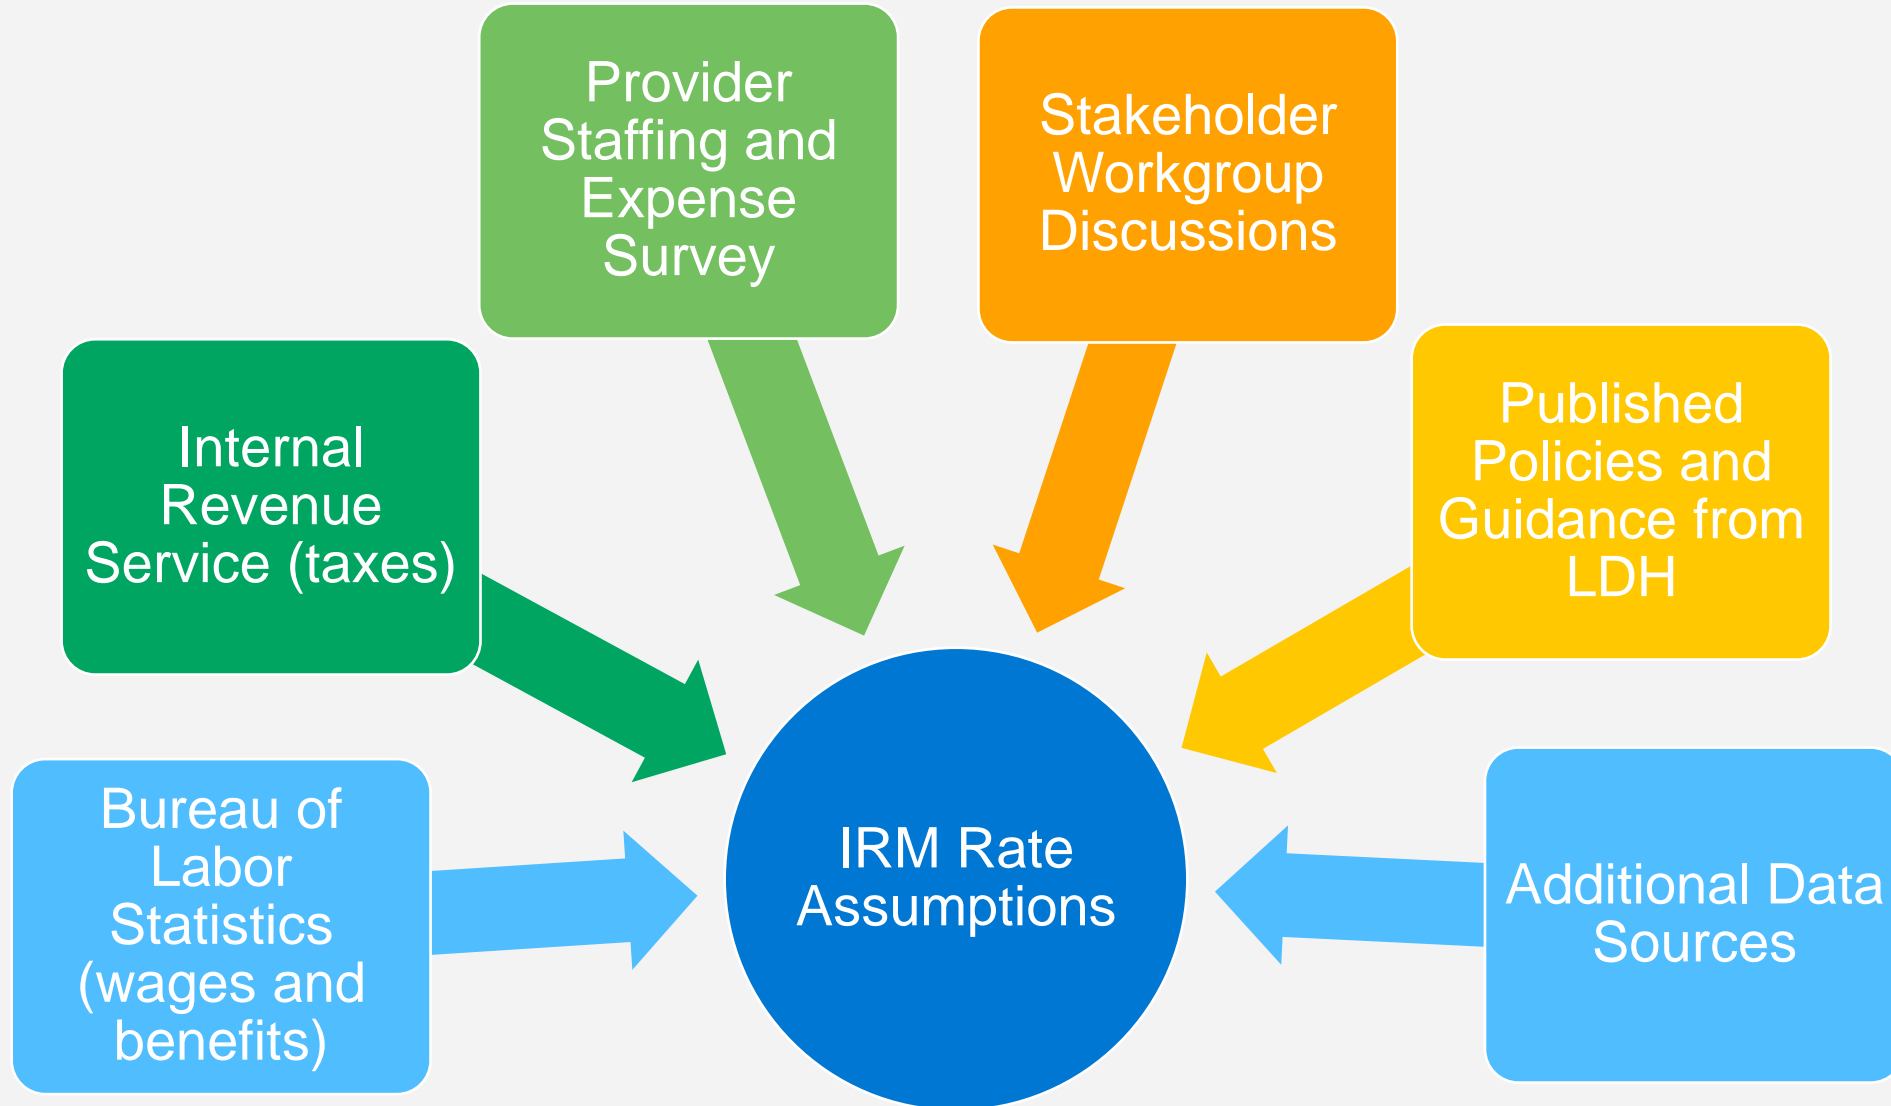 Provider
Staffing and
Expense
Survey
Stakeholder
Workgroup
Discussions
Internal
Revenue
Service (taxes)
Published
Policies and
Guidance from
LDH
Bureau of
Labor
Statistics
(wages and
benefits)
IRM Rate
Assumptions
Additional Data
Sources